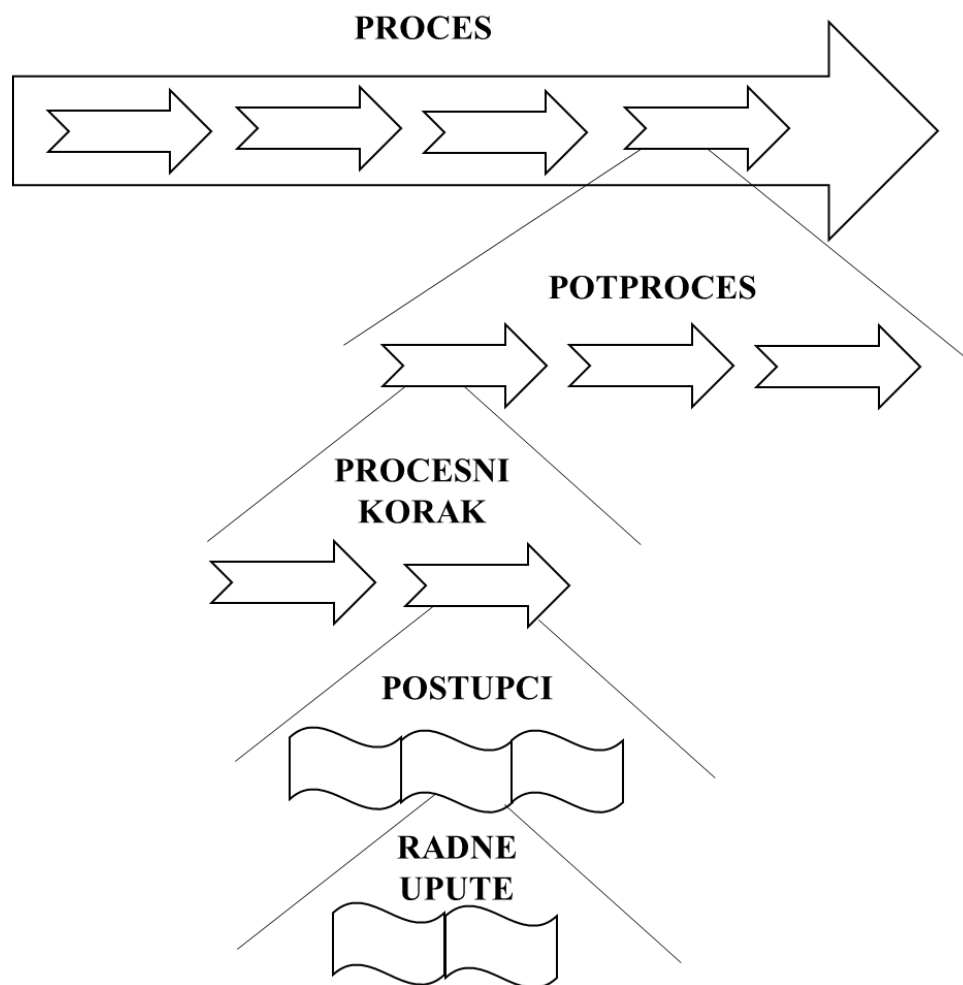 PROCES
POTPROCES
PROCESNI
KORAK
POSTUPCI
RADNE
UPUTE